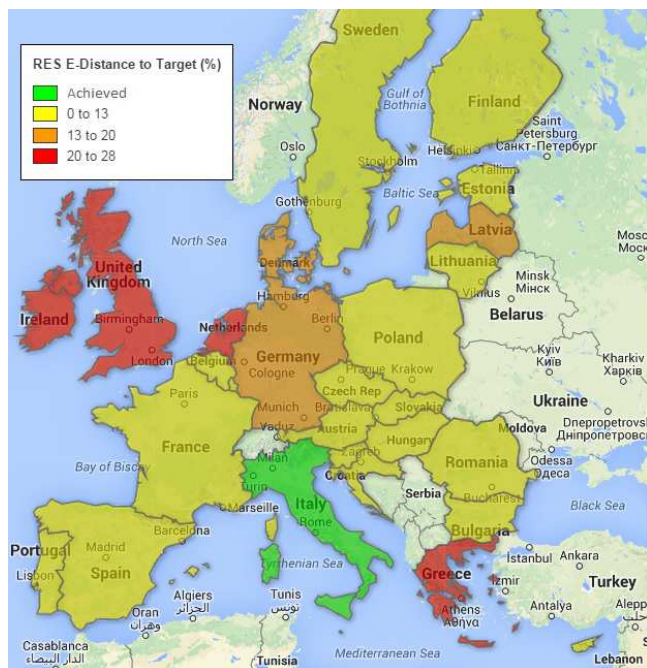 RES E-Distance to Target (%)
Achieved
0 to 13
13 to 20
20 to 28
Sweden
Norway
Gulf of
Bothnia
Finland
Oslo
Helsinki
Saint
Petersburg
Санкт-Петербург
Stockholm
Tallinn
Estonia
Gothenburg
Baltic Sea
North Sea
Latvia
Denmark
Lithuania
Vilnius
Minsk
Мінск
United
Kingdom
Hamburg
Belarus
Ireland
Birmingham
Netherlands
Berlin
Poland
London
Belgium
Germany
Cologne
Prague
Krakow
Kyiv
Київ
Kharkiv
Харків
Czech Rep
Paris
Munich
Bratislava
Slovakia
Ukraine
Vaduz
Austria
Dnepropetrovsk
Дніпропетровськ
France
Hungary
Moldova
Bay of Biscay
Milan
Zagreb
Romania
Odessa
Одеса
Turin
Croatia
Serbia
Bucharest
Marseille
Italy
Black Sea
Bulgaria
Portugal
Barcelona
Rome
Madrid
Lisbon
Spain
Tyrrhenian Sea
Greece
İstanbul
Ankara
Turkey
Algiers
الجزائر
Tunis
تونس
Athens
Αθήνα
İzmir
Antalya
Oran
وهران
Casablanca
الدار البيضاء
Tunisia
Mediterranean Sea
Lebanon